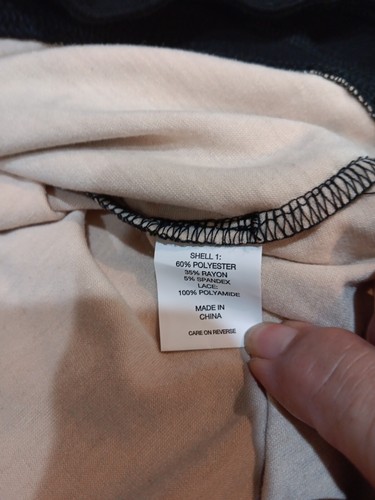 SHELL 1:
60% POLYESTER
35% RAYON
5% SPANDEX
LACE:
100% POLYAMIDE
MADE IN
CHINA
CARE ON REVERSE